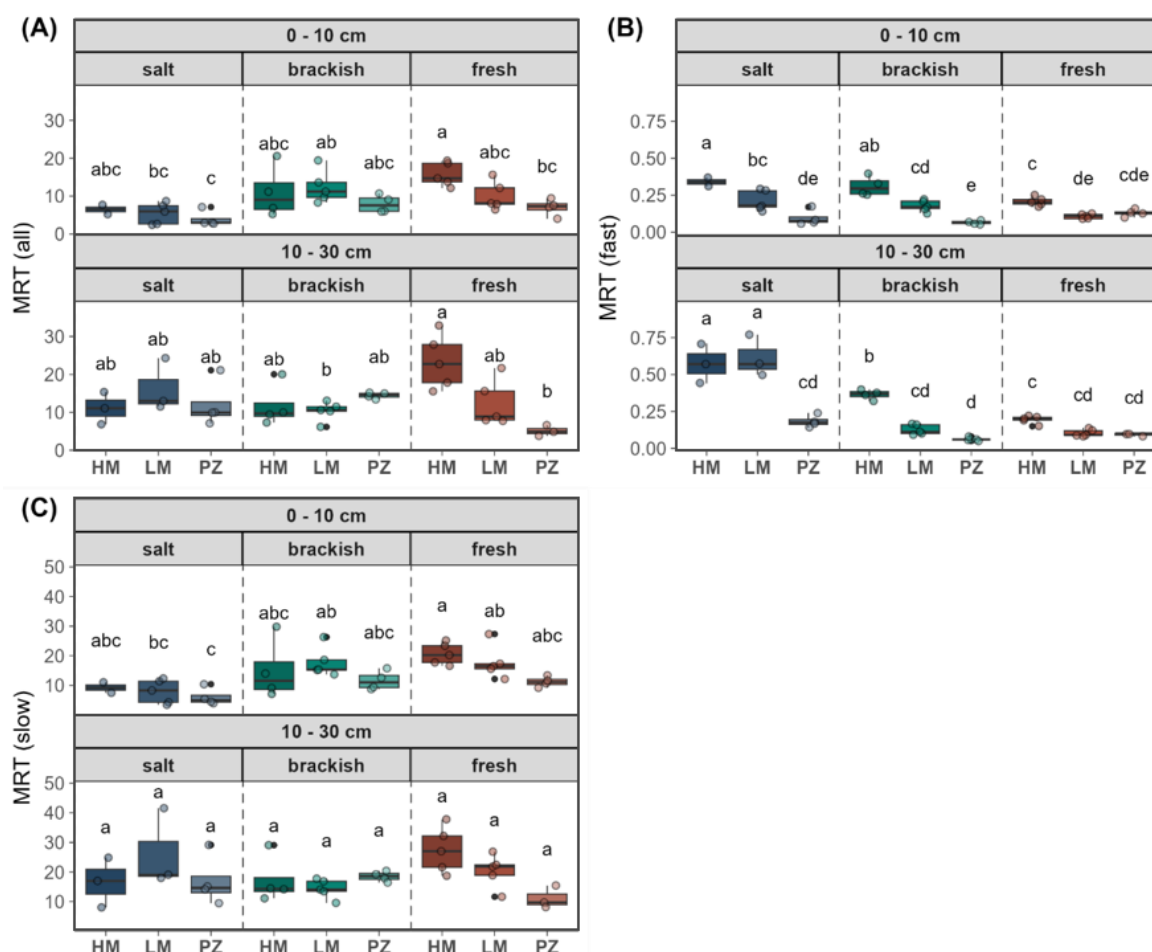 (A)
0 - 10 cm
salt brackish fresh
MRT (all)
30
20
10
0
abc bc c abc ab abc a abc bc
10 - 30 cm
salt brackish fresh
30
20
10
0
ab ab ab ab b ab a ab b
HM LM PZ HM LM PZ HM LM PZ
(B)
0 - 10 cm
salt brackish fresh
MRT (fast)
0.75
0.50
0.25
0.00
a bc de ab cd e c de cde
10 - 30 cm
salt brackish fresh
0.75
0.50
0.25
0.00
a a cd b cd d c cd cd
HM LM PZ HM LM PZ HM LM PZ
(C)
0 - 10 cm
salt brackish fresh
MRT (slow)
50
40
30
20
10
abc bc c abc ab abc a ab abc
10 - 30 cm
salt brackish fresh
50
40
30
20
10
a a a a a a a a a
HM LM PZ HM LM PZ HM LM PZ